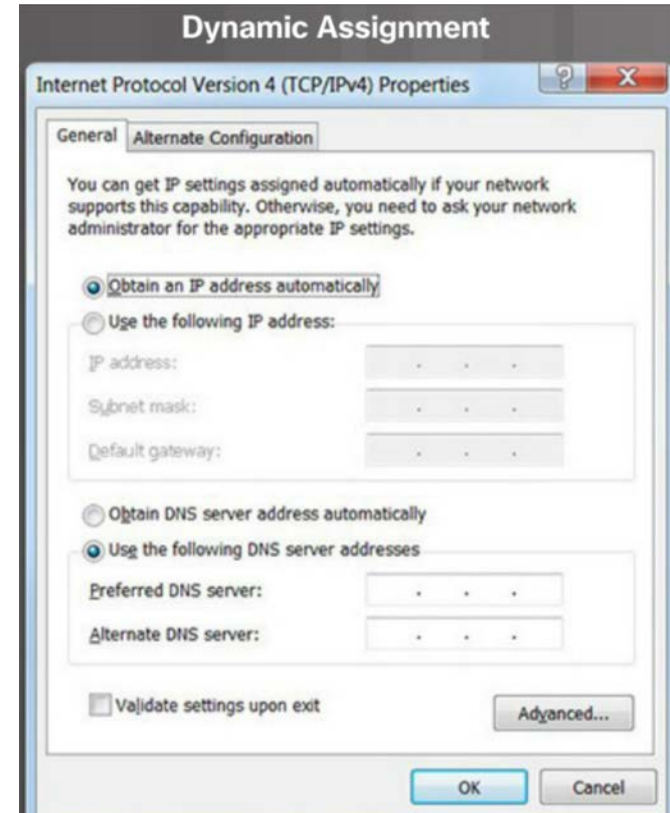 Dynamic Assignment
Internet Protocol Version 4 (TCP/IPv4) Properties
General
Alternate Configuration
You can get IP settings assigned automatically if your network
supports this capability. Otherwise, you need to ask your network
administrator for the appropriate IP settings.
Obtain an IP address automatically
Use the following IP address:
IP address:
Subnet mask:
Default gateway:
Obtain DNS server address automatically
Use the following DNS server addresses
Preferred DNS server:
Alternate DNS server:
Validate settings upon exit
Advanced...
OK
Cancel